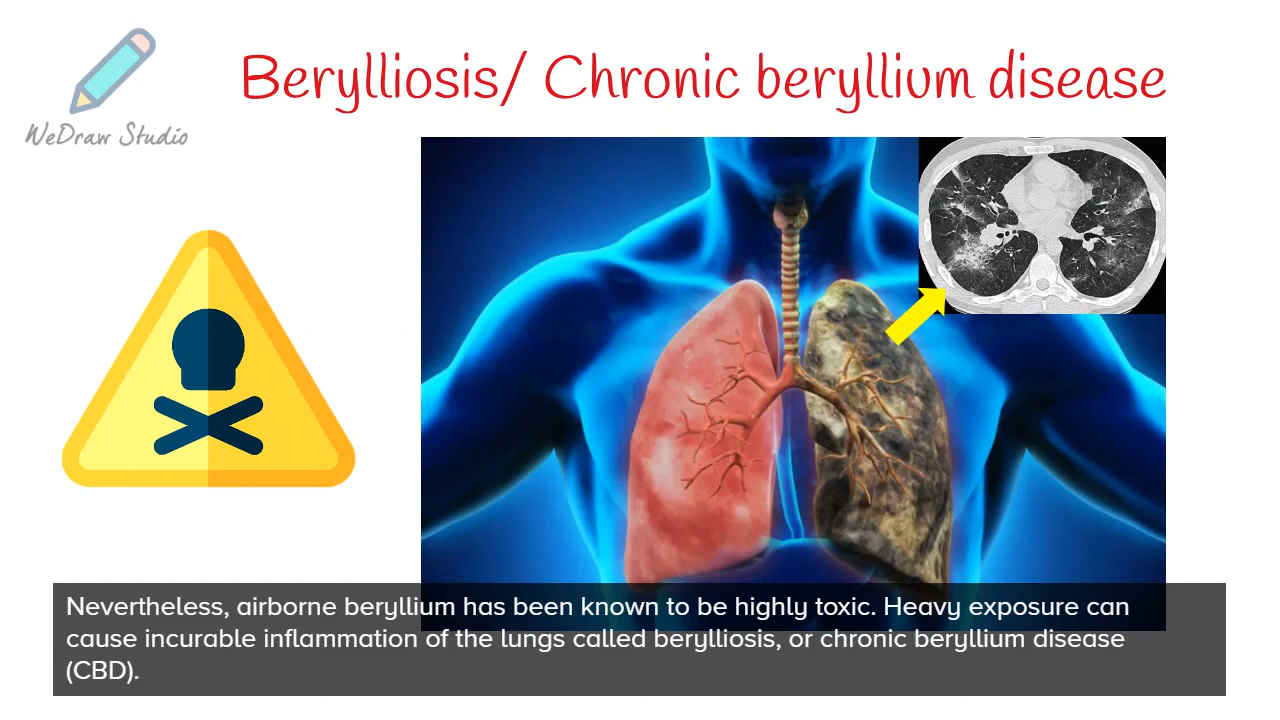 WeDraw Studio
Berylliosis/ Chronic beryllium disease
Nevertheless, airborne beryllium has been known to be highly toxic. Heavy exposure can
cause incurable inflammation of the lungs called berylliosis, or chronic beryllium disease
(CBD).